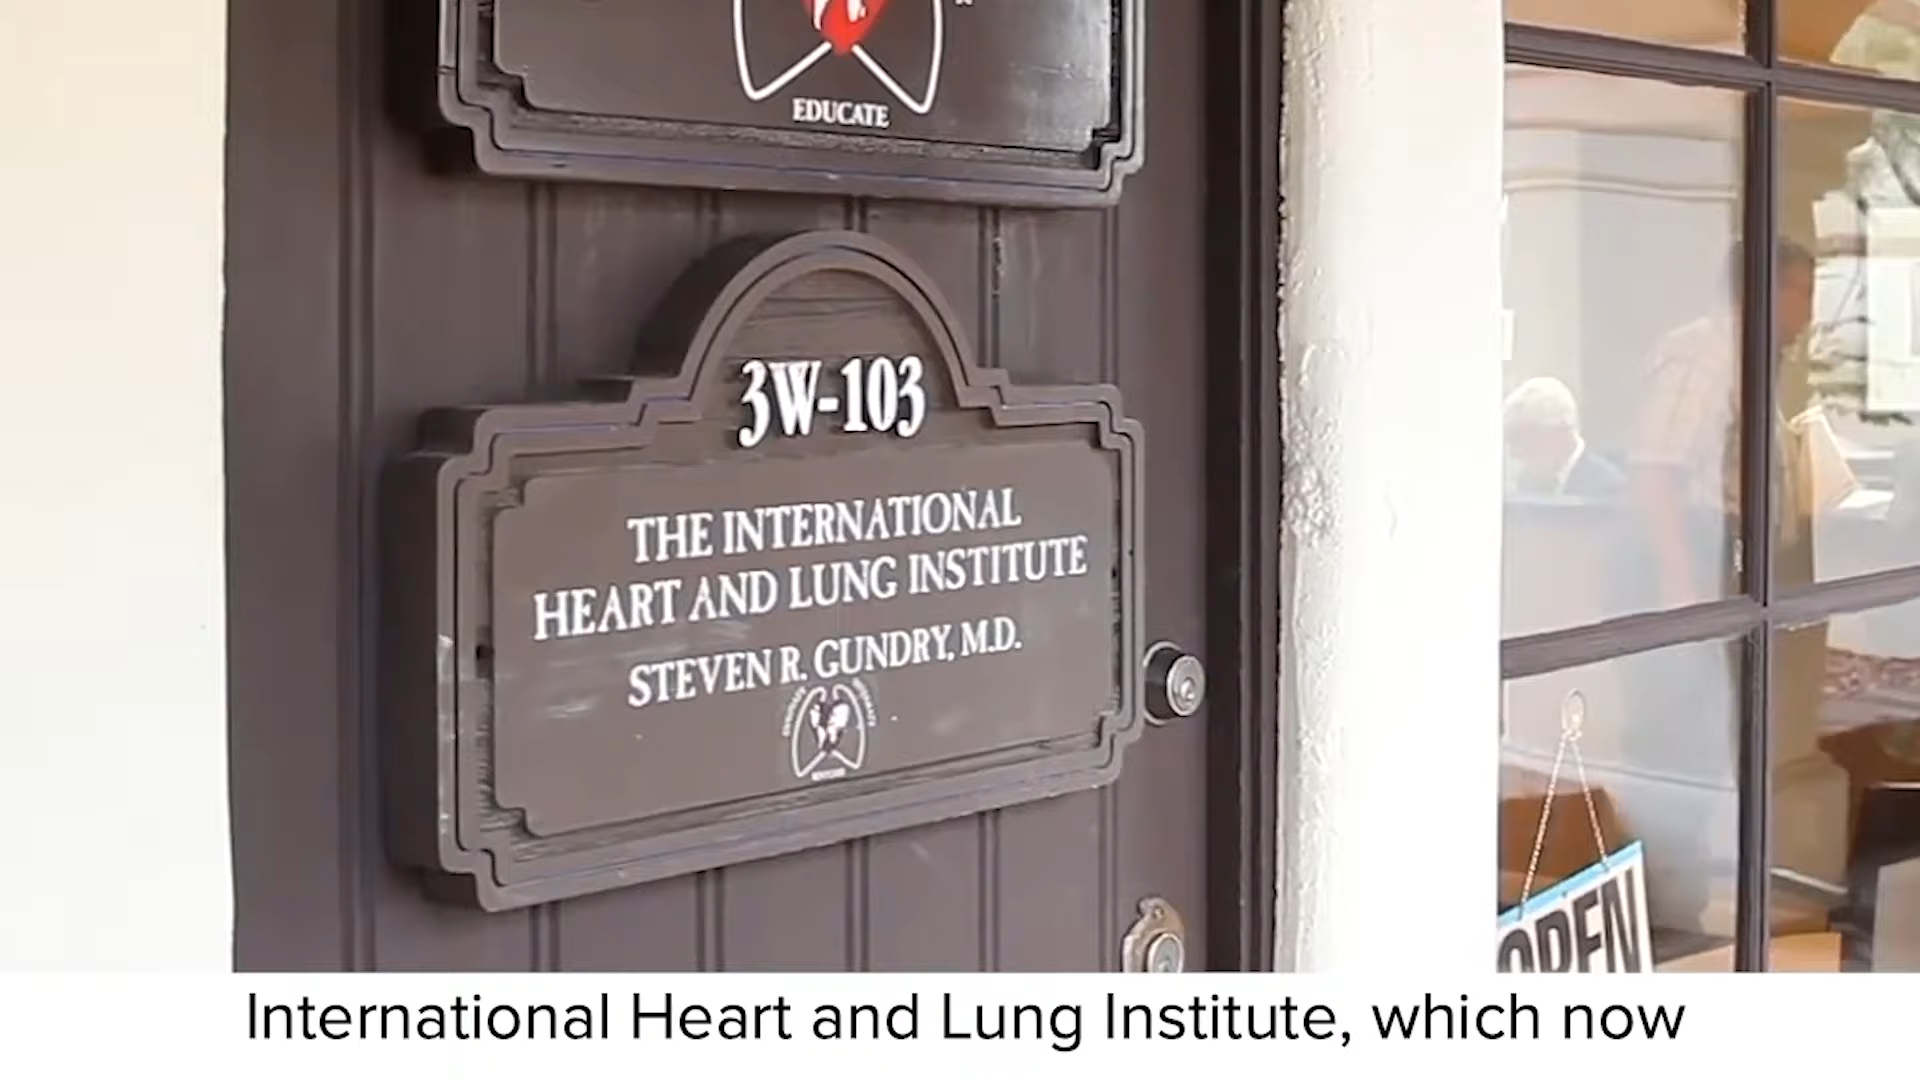 EDUCATE
3W-103
THE INTERNATIONAL
HEART AND LUNG INSTITUTE
STEVEN R. GUNDRY, M.D.
OPEN
International Heart and Lung Institute, which now